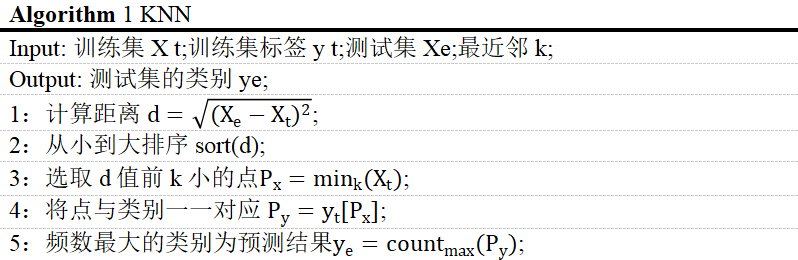 Algorithm 1 KNN
Input: 训练集 X t;训练集标签 y t;测试集 Xe;最近邻 k;
Output: 测试集的类别 ye;
1：计算距离 d = √(Xₑ − Xₜ)²;
2：从小到大排序 sort(d);
3：选取 d 值前 k 小的点Pₓ = minₖ(Xₜ);
4：将点与类别一一对应 Pᵧ = yₜ[Pₓ];
5：频数最大的类别为预测结果yₑ = countₘₐₓ(Pᵧ);